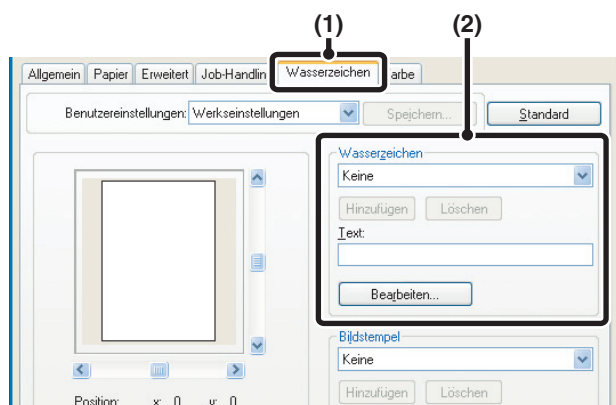 (1) (2)
Allgemein Papier Erweitert Job-Handlin Wasserzeichen arbe
Benutzereinstellungen: Werkseinstellungen Speichern... Standard
Wasserzeichen
Keine
Hinzufügen Löschen
Text:
Bearbeiten...
Bildstempel
Keine
Position: x: 0 y: 0 Hinzufügen Löschen